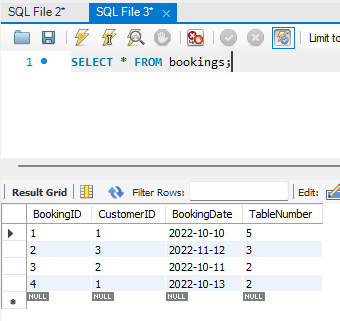 SQL File 2* SQL File 3* ×
Limit to
1 SELECT * FROM bookings;
Result Grid Filter Rows: Edit:
BookingID CustomerID BookingDate TableNumber
1 1 2022-10-10 5
2 3 2022-11-12 3
3 2 2022-10-11 2
4 1 2022-10-13 2
NULL NULL NULL NULL